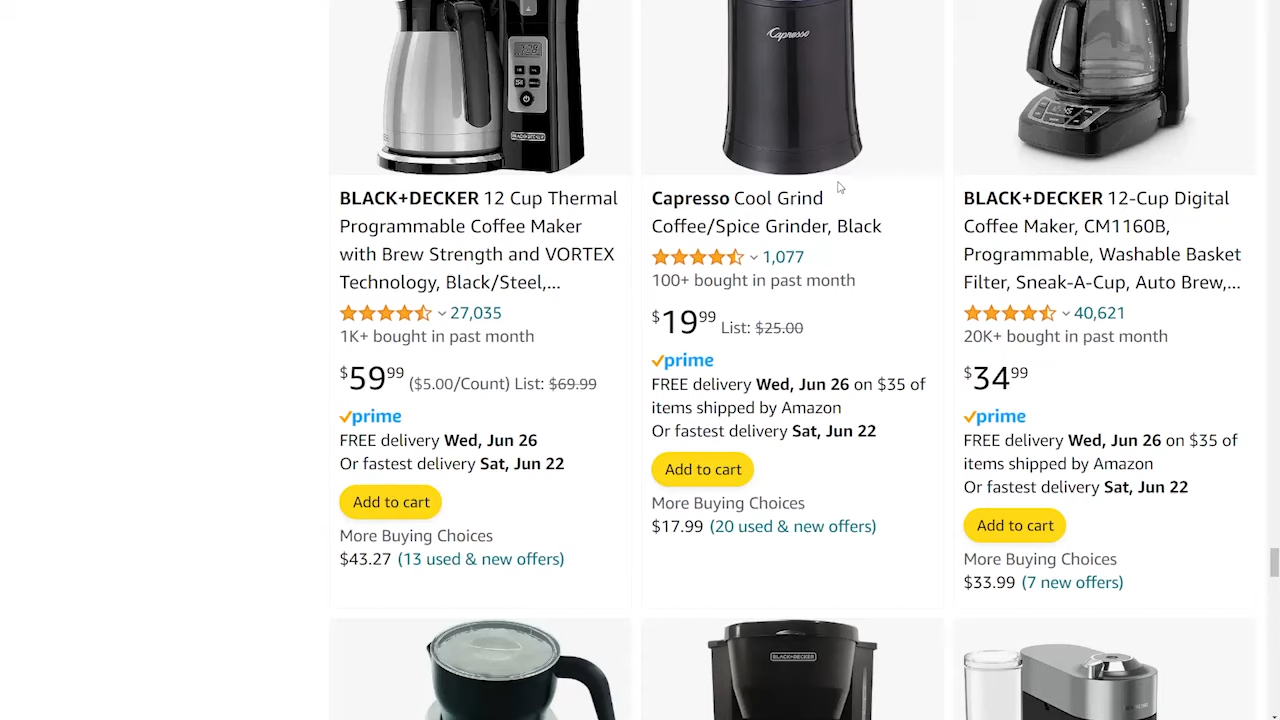 Capresso
BLACK+DECKER
BLACK+DECKER 12 Cup Thermal
Programmable Coffee Maker
with Brew Strength and VORTEX
Technology, Black/Steel,...
27,035
1K+ bought in past month
$59.99 ($5.00/Count) List: $69.99
prime
FREE delivery Wed, Jun 26
Or fastest delivery Sat, Jun 22
Add to cart
More Buying Choices
$43.27 (13 used & new offers)
Capresso Cool Grind
Coffee/Spice Grinder, Black
1,077
100+ bought in past month
$19.99 List: $25.00
prime
FREE delivery Wed, Jun 26 on $35 of
items shipped by Amazon
Or fastest delivery Sat, Jun 22
Add to cart
More Buying Choices
$17.99 (20 used & new offers)
BLACK+DECKER 12-Cup Digital
Coffee Maker, CM1160B,
Programmable, Washable Basket
Filter, Sneak-A-Cup, Auto Brew,...
40,621
20K+ bought in past month
$34.99
prime
FREE delivery Wed, Jun 26 on $35 of
items shipped by Amazon
Or fastest delivery Sat, Jun 22
Add to cart
More Buying Choices
$33.99 (7 new offers)
BLACK+DECKER